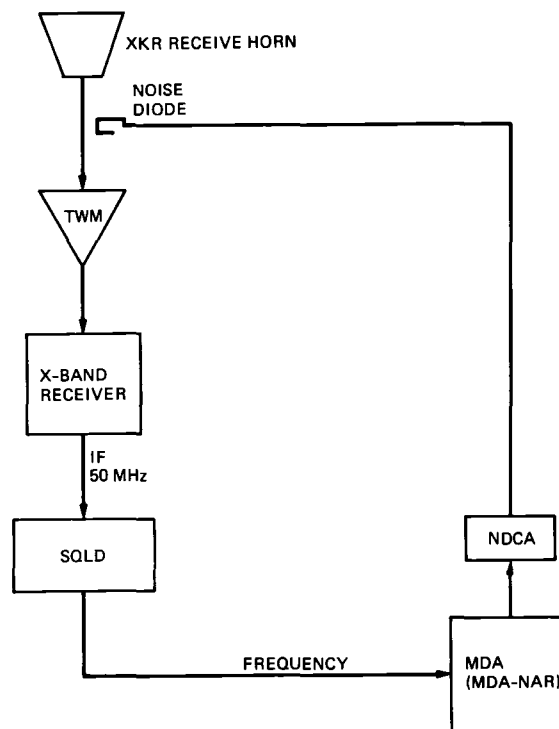 XKR RECEIVE HORN
NOISE
DIODE
TWM
X-BAND
RECEIVER
IF
50 MHz
SQLD
NDCA
FREQUENCY
MDA
(MDA-NAR)